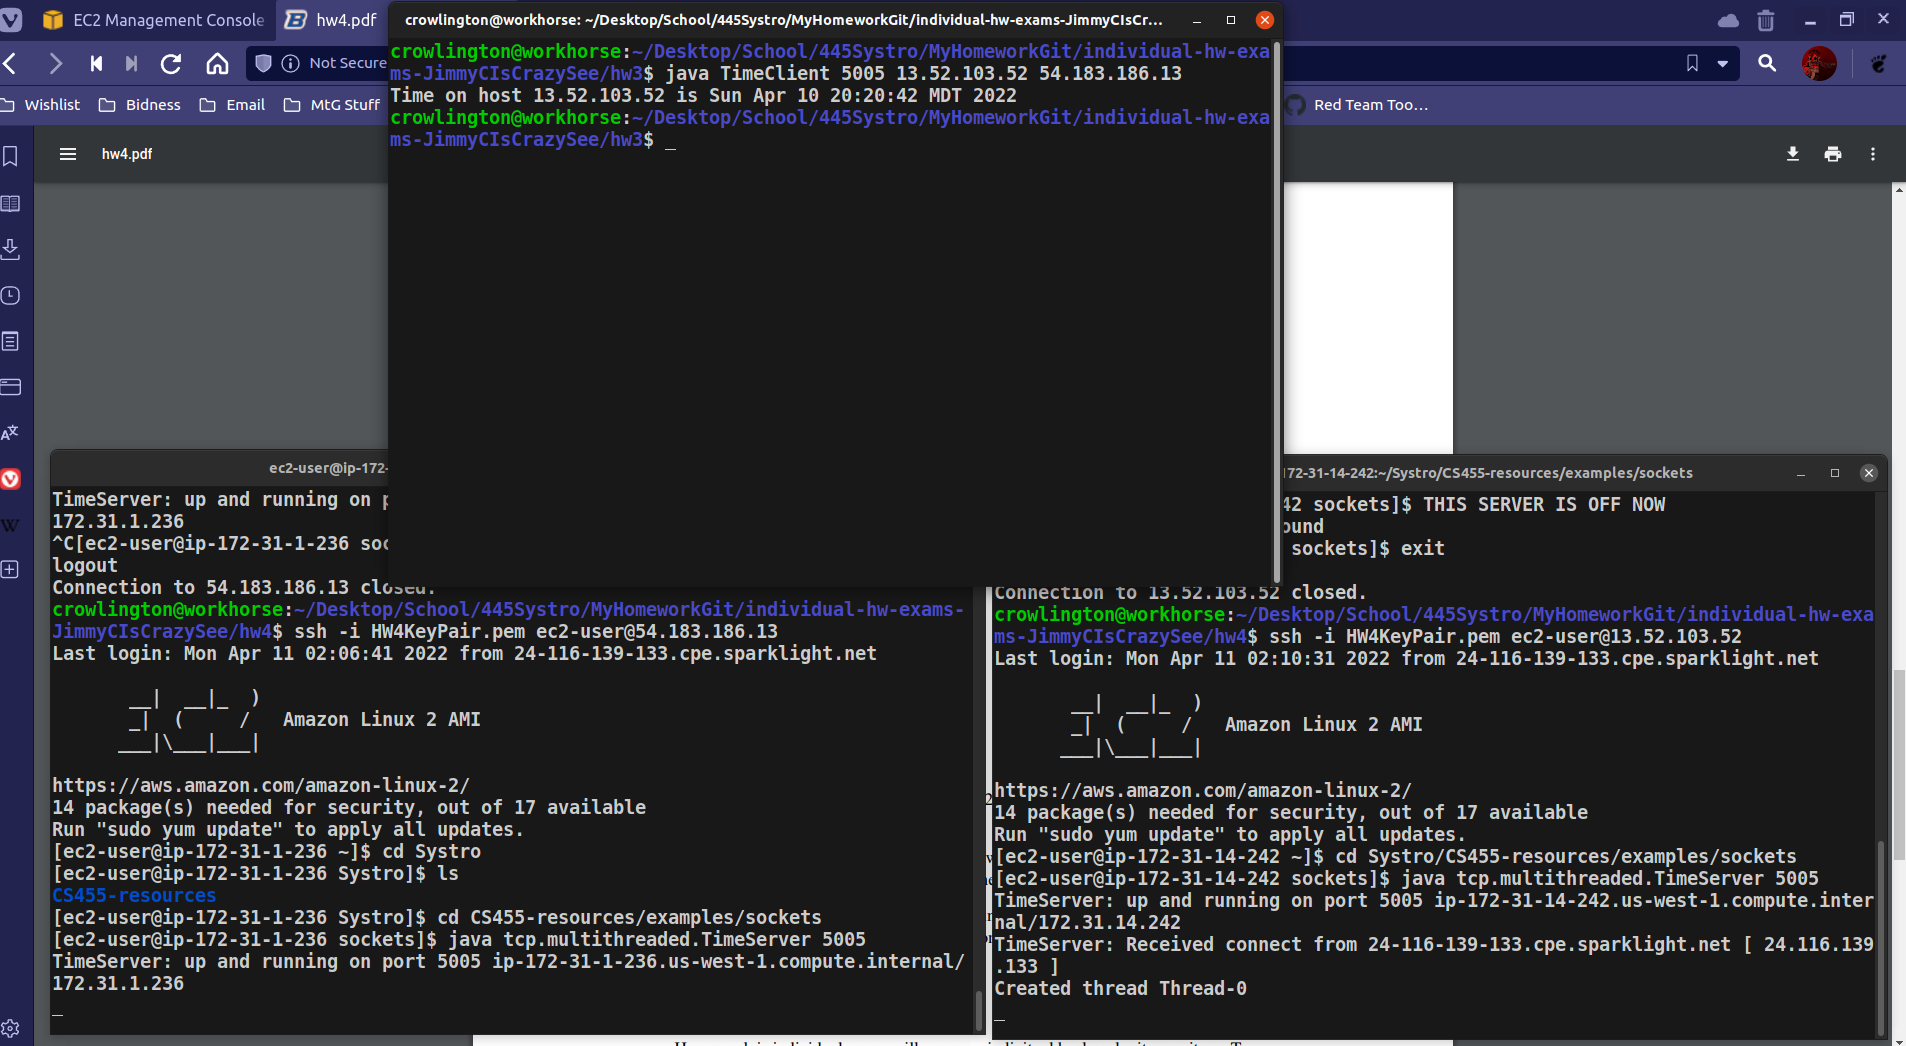 EC2 Management Console
hw4.pdf
Not Secure
Wishlist
Bidness
Email
MtG Stuff
Red Team Too...
hw4.pdf
crowlington@workhorse: ~/Desktop/School/445Systro/MyHomeworkGit/individual-hw-exams-JimmyCIsCr...
crowlington@workhorse:~/Desktop/School/445Systro/MyHomeworkGit/individual-hw-exa
ms-JimmyCIsCrazySee/hw3$ java TimeClient 5005 13.52.103.52 54.183.186.13
Time on host 13.52.103.52 is Sun Apr 10 20:20:42 MDT 2022
crowlington@workhorse:~/Desktop/School/445Systro/MyHomeworkGit/individual-hw-exa
ms-JimmyCIsCrazySee/hw3$ _
ec2-user@ip-172-
TimeServer: up and running on
172.31.1.236
^C[ec2-user@ip-172-31-1-236 soc
logout
Connection to 54.183.186.13 closed.
crowlington@workhorse:~/Desktop/School/445Systro/MyHomeworkGit/individual-hw-exams-
JimmyCIsCrazySee/hw4$ ssh -i HW4KeyPair.pem ec2-user@54.183.186.13
Last login: Mon Apr 11 02:06:41 2022 from 24-116-139-133.cpe.sparklight.net
__|  __|_  )
_|  (     /   Amazon Linux 2 AMI
___|\___|___|
https://aws.amazon.com/amazon-linux-2/
14 package(s) needed for security, out of 17 available
Run "sudo yum update" to apply all updates.
[ec2-user@ip-172-31-1-236 ~]$ cd Systro
[ec2-user@ip-172-31-1-236 Systro]$ ls
CS455-resources
[ec2-user@ip-172-31-1-236 Systro]$ cd CS455-resources/examples/sockets
[ec2-user@ip-172-31-1-236 sockets]$ java tcp.multithreaded.TimeServer 5005
TimeServer: up and running on port 5005 ip-172-31-1-236.us-west-1.compute.internal/
172.31.1.236
_
172-31-14-242:~/Systro/CS455-resources/examples/sockets
42 sockets]$ THIS SERVER IS OFF NOW
ound
sockets]$ exit
Connection to 13.52.103.52 closed.
crowlington@workhorse:~/Desktop/School/445Systro/MyHomeworkGit/individual-hw-exa
ms-JimmyCIsCrazySee/hw4$ ssh -i HW4KeyPair.pem ec2-user@13.52.103.52
Last login: Mon Apr 11 02:10:31 2022 from 24-116-139-133.cpe.sparklight.net
__|  __|_  )
_|  (     /   Amazon Linux 2 AMI
___|\___|___|
https://aws.amazon.com/amazon-linux-2/
14 package(s) needed for security, out of 17 available
Run "sudo yum update" to apply all updates.
[ec2-user@ip-172-31-14-242 ~]$ cd Systro/CS455-resources/examples/sockets
[ec2-user@ip-172-31-14-242 sockets]$ java tcp.multithreaded.TimeServer 5005
TimeServer: up and running on port 5005 ip-172-31-14-242.us-west-1.compute.inter
nal/172.31.14.242
TimeServer: Received connect from 24-116-139-133.cpe.sparklight.net [ 24.116.139
.133 ]
Created thread Thread-0
_